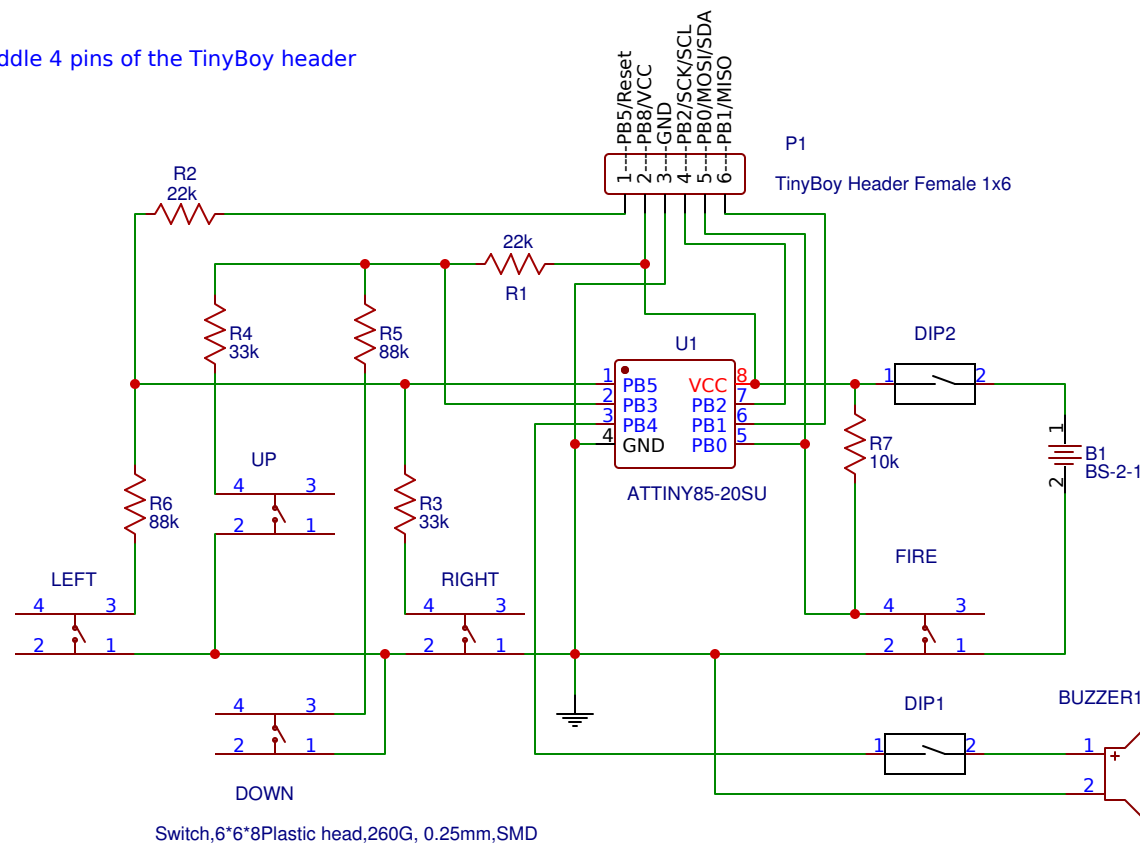 ddle 4 pins of the TinyBoy header
1----PB5/Reset
2----PB8/VCC
3----GND
4----PB2/SCK/SCL
5----PB0/MOSI/SDA
6----PB1/MISO
P1
TinyBoy Header Female 1x6
R2
22k
22k
R1
R4
33k
R5
88k
U1
1 PB5
2 PB3
3 PB4
4 GND
VCC 8
PB2 7
PB1 6
PB0 5
ATTINY85-20SU
DIP2
1 2
R7
10k
1
B1
BS-2-1
2
UP
4 3
2 1
R6
88k
R3
33k
LEFT
4 3
2 1
RIGHT
4 3
2 1
FIRE
4 3
2 1
4 3
2 1
DOWN
DIP1
1 2
BUZZER1
1
+
2
Switch,6*6*8Plastic head,260G, 0.25mm,SMD